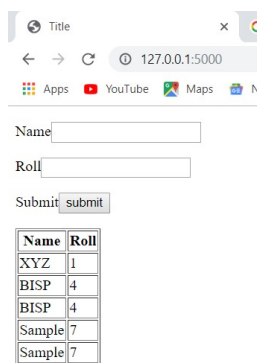 Title
127.0.0.1:5000
Apps YouTube Maps N
Name
Roll
Submit submit
Name Roll
XYZ 1
BISP 4
BISP 4
Sample 7
Sample 7